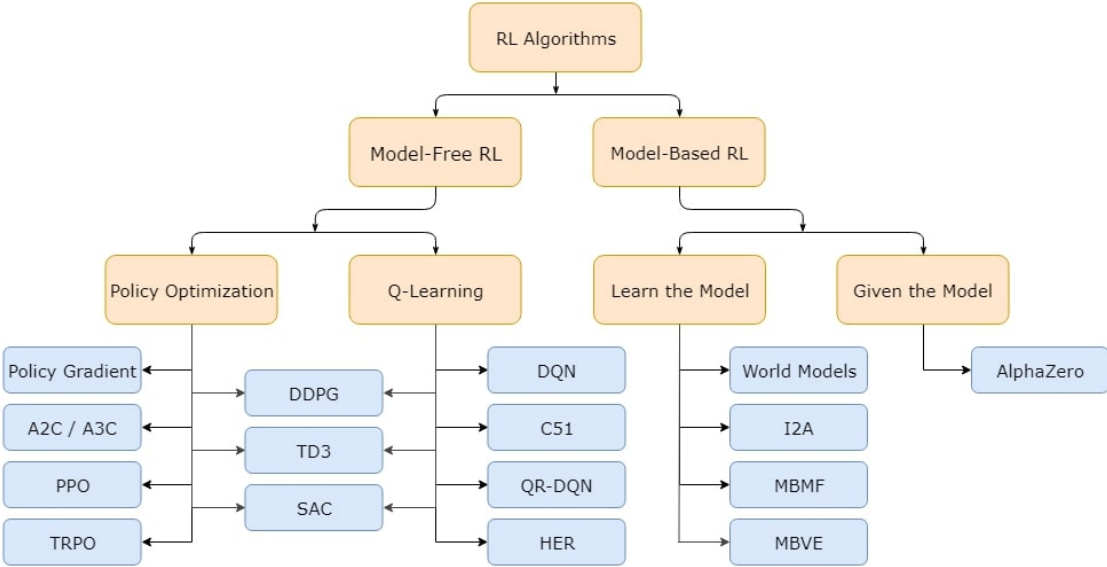 RL Algorithms
Model-Free RL
Model-Based RL
Policy Optimization
Q-Learning
Learn the Model
Given the Model
Policy Gradient
A2C / A3C
PPO
TRPO
DDPG
TD3
SAC
DQN
C51
QR-DQN
HER
World Models
I2A
MBMF
MBVE
AlphaZero